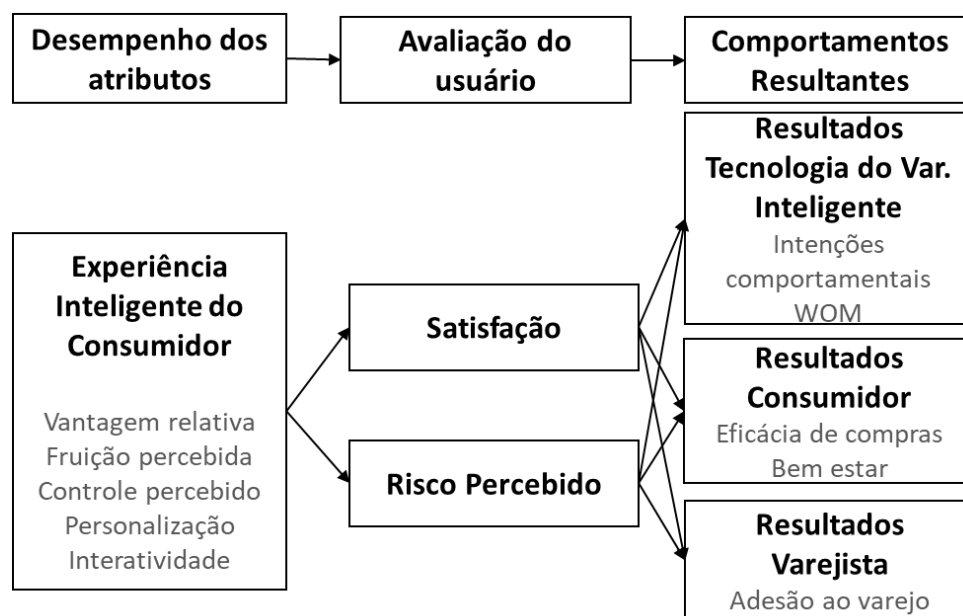 Desempenho dos
atributos
Avaliação do
usuário
Comportamentos
Resultantes
Experiência
Inteligente do
Consumidor
Vantagem relativa
Fruição percebida
Controle percebido
Personalização
Interatividade
Satisfação
Risco Percebido
Resultados
Tecnologia do Var.
Inteligente
Intenções
comportamentais
WOM
Resultados
Consumidor
Eficácia de compras
Bem estar
Resultados
Varejista
Adesão ao varejo